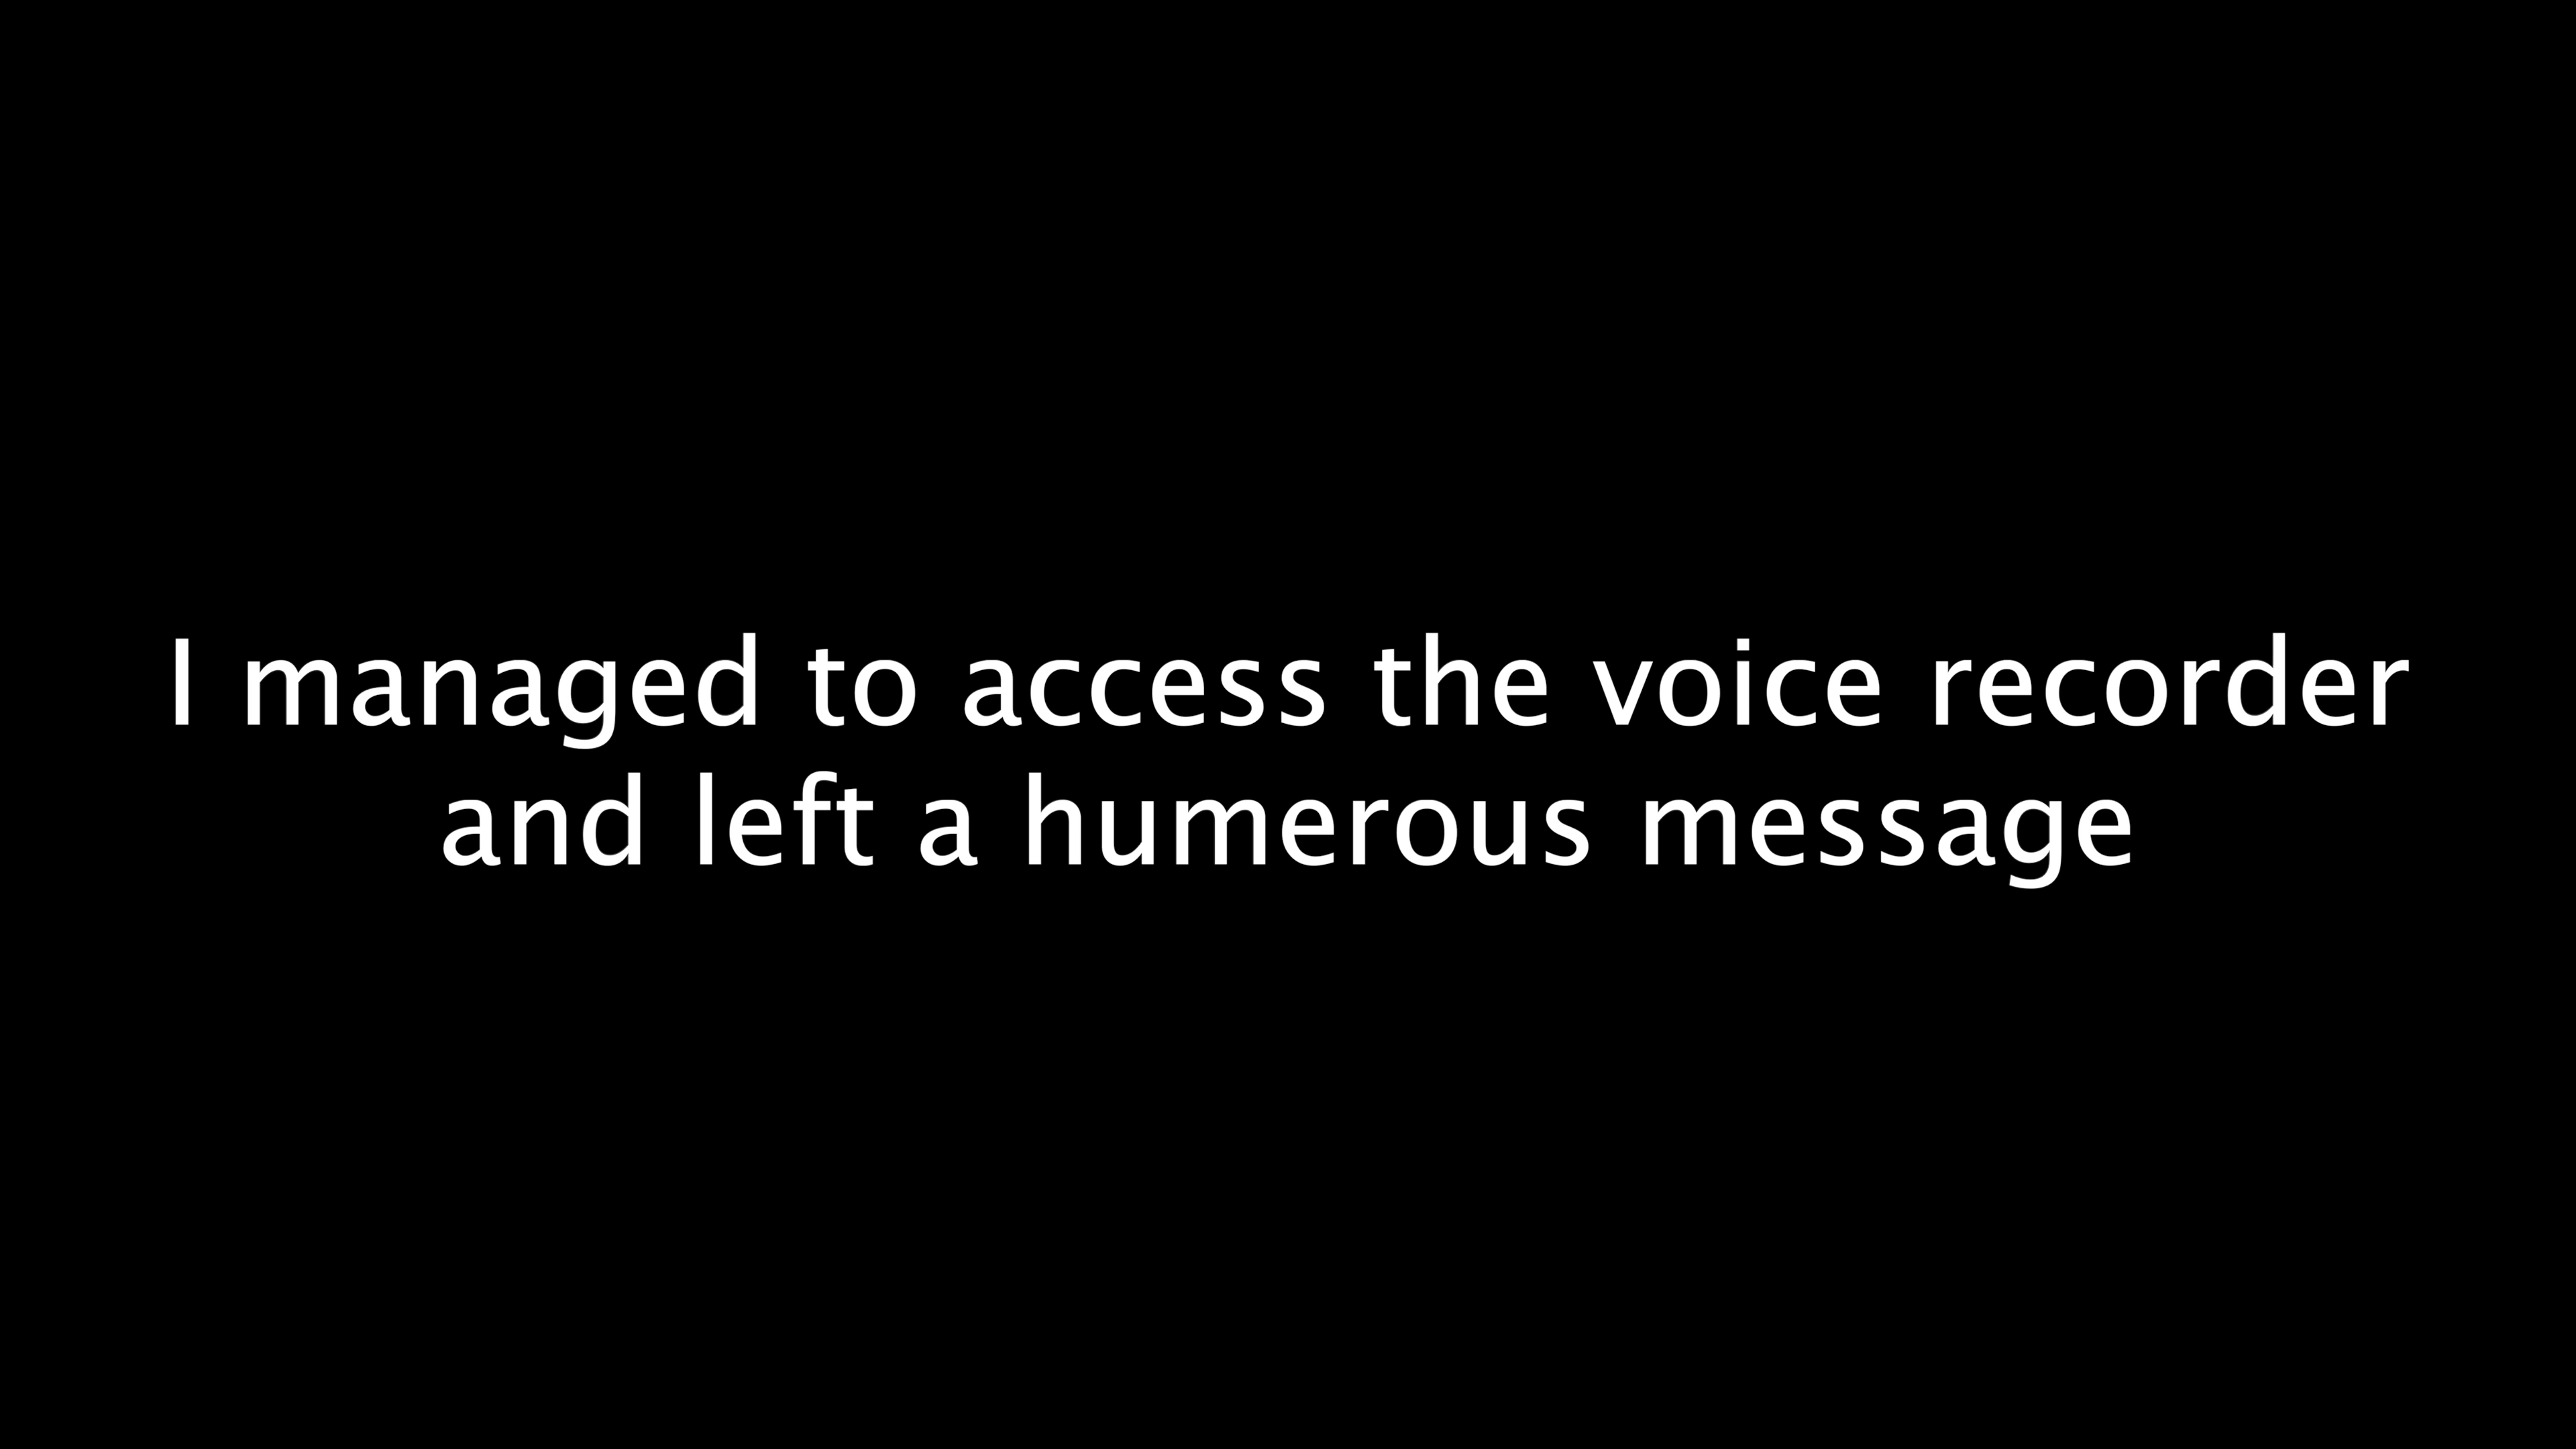 I managed to access the voice recorder
and left a humerous message